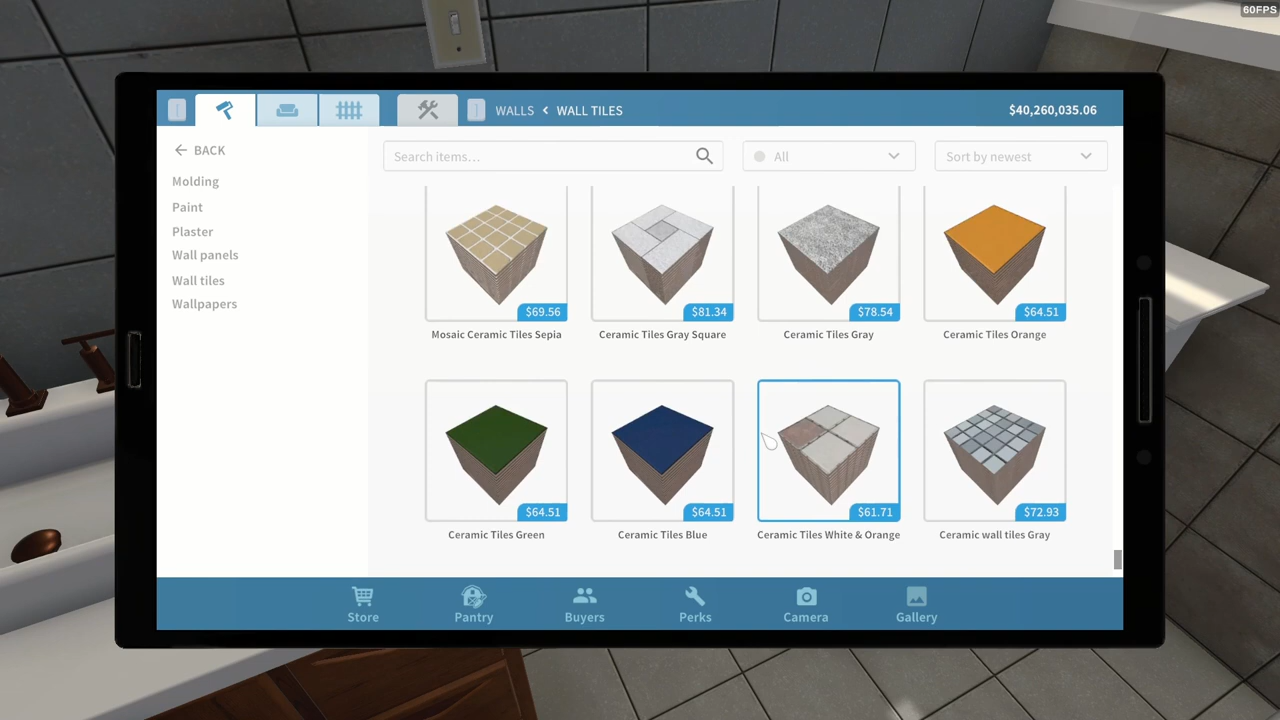 60FPS
WALLS < WALL TILES
$40,260,035.06
BACK
Search items...
All
Sort by newest
Molding
Paint
Plaster
Wall panels
Wall tiles
Wallpapers
$69.56
$81.34
$78.54
$64.51
Mosaic Ceramic Tiles Sepia
Ceramic Tiles Gray Square
Ceramic Tiles Gray
Ceramic Tiles Orange
$64.51
$64.51
$61.71
$72.93
Ceramic Tiles Green
Ceramic Tiles Blue
Ceramic Tiles White & Orange
Ceramic wall tiles Gray
Store
Pantry
Buyers
Perks
Camera
Gallery